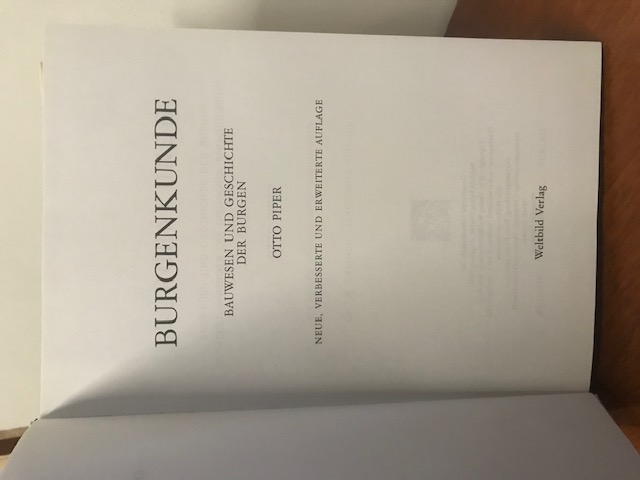 BURGENKUNDE
BAUWESEN UND GESCHICHTE
DER BURGEN
OTTO PIPER
NEUE, VERBESSERTE UND ERWEITERTE AUFLAGE
Weltbild Verlag